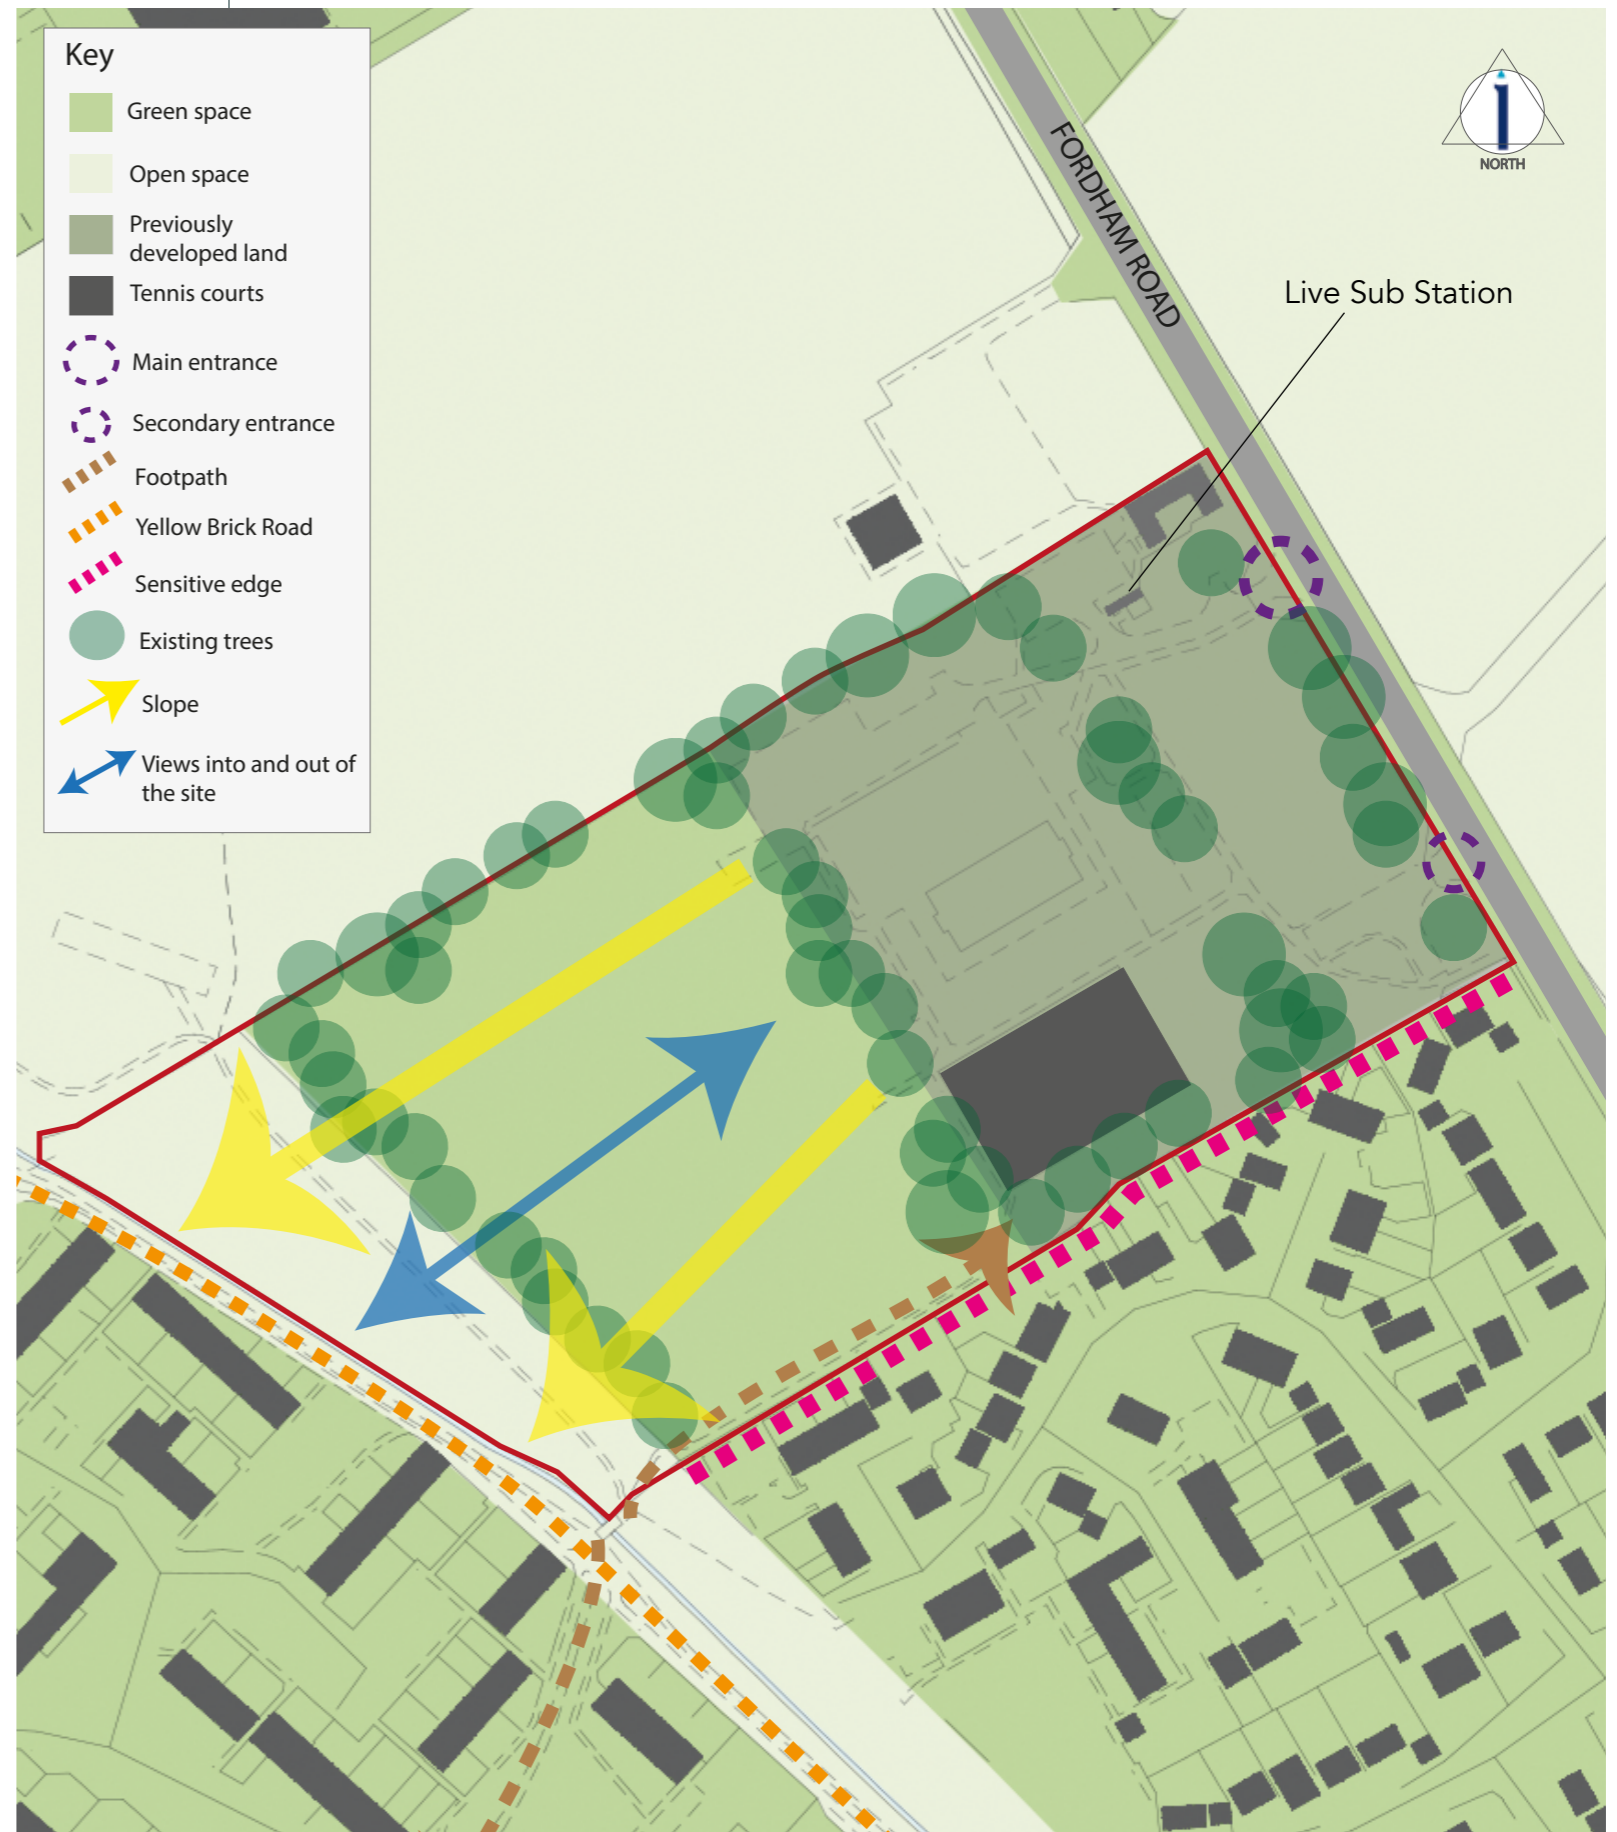 Key
Green space
Open space
Previously
developed land
Tennis courts
Main entrance
Secondary entrance
Footpath
Yellow Brick Road
Sensitive edge
Existing trees
Slope
Views into and out of
the site
FORDHAM ROAD
i
NORTH
Live Sub Station